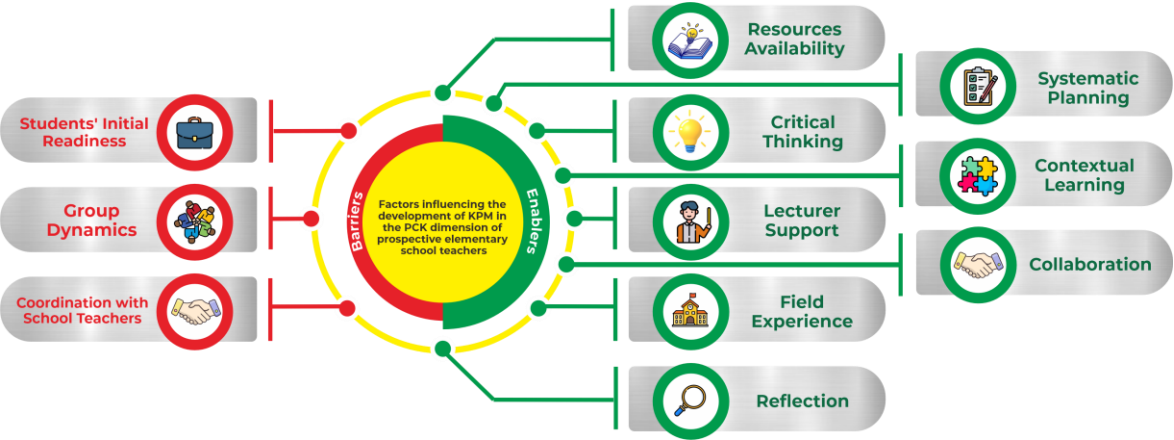 Students' Initial
Readiness
Group
Dynamics
Coordination with
School Teachers
Barriers
Factors influencing the
development of KPM in
the PCK dimension of
prospective elementary
school teachers
Enablers
Resources
Availability
Systematic
Planning
Critical
Thinking
Contextual
Learning
Lecturer
Support
Collaboration
Field
Experience
Reflection